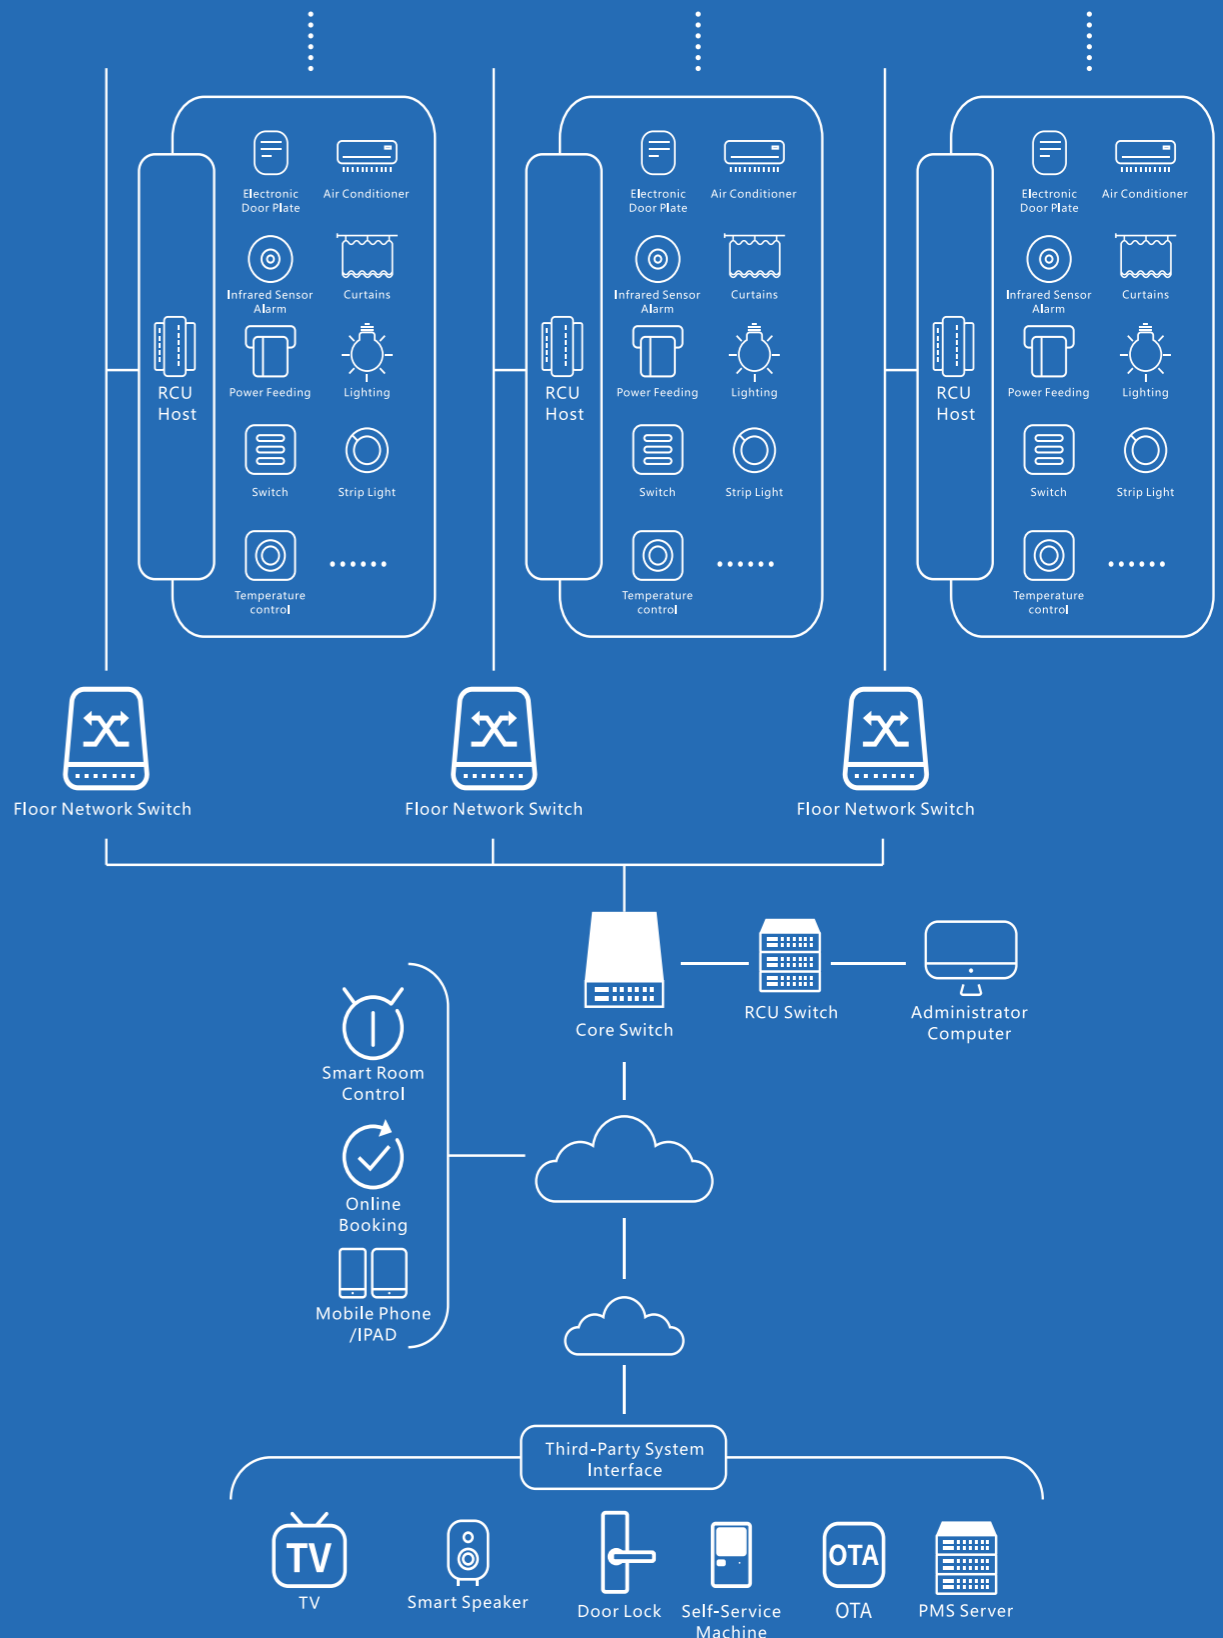 Electronic
Door Plate
Air Conditioner
Infrared Sensor
Alarm
Curtains
RCU
Host
Power Feeding
Lighting
Switch
Strip Light
Temperature
control
Electronic
Door Plate
Air Conditioner
Infrared Sensor
Alarm
Curtains
RCU
Host
Power Feeding
Lighting
Switch
Strip Light
Temperature
control
Electronic
Door Plate
Air Conditioner
Infrared Sensor
Alarm
Curtains
RCU
Host
Power Feeding
Lighting
Switch
Strip Light
Temperature
control
Floor Network Switch
Floor Network Switch
Floor Network Switch
Core Switch
RCU Switch
Administrator
Computer
Smart Room
Control
Online
Booking
Mobile Phone
/IPAD
Third-Party System
Interface
TV
TV
Smart Speaker
Door Lock
Self-Service
Machine
OTA
OTA
PMS Server